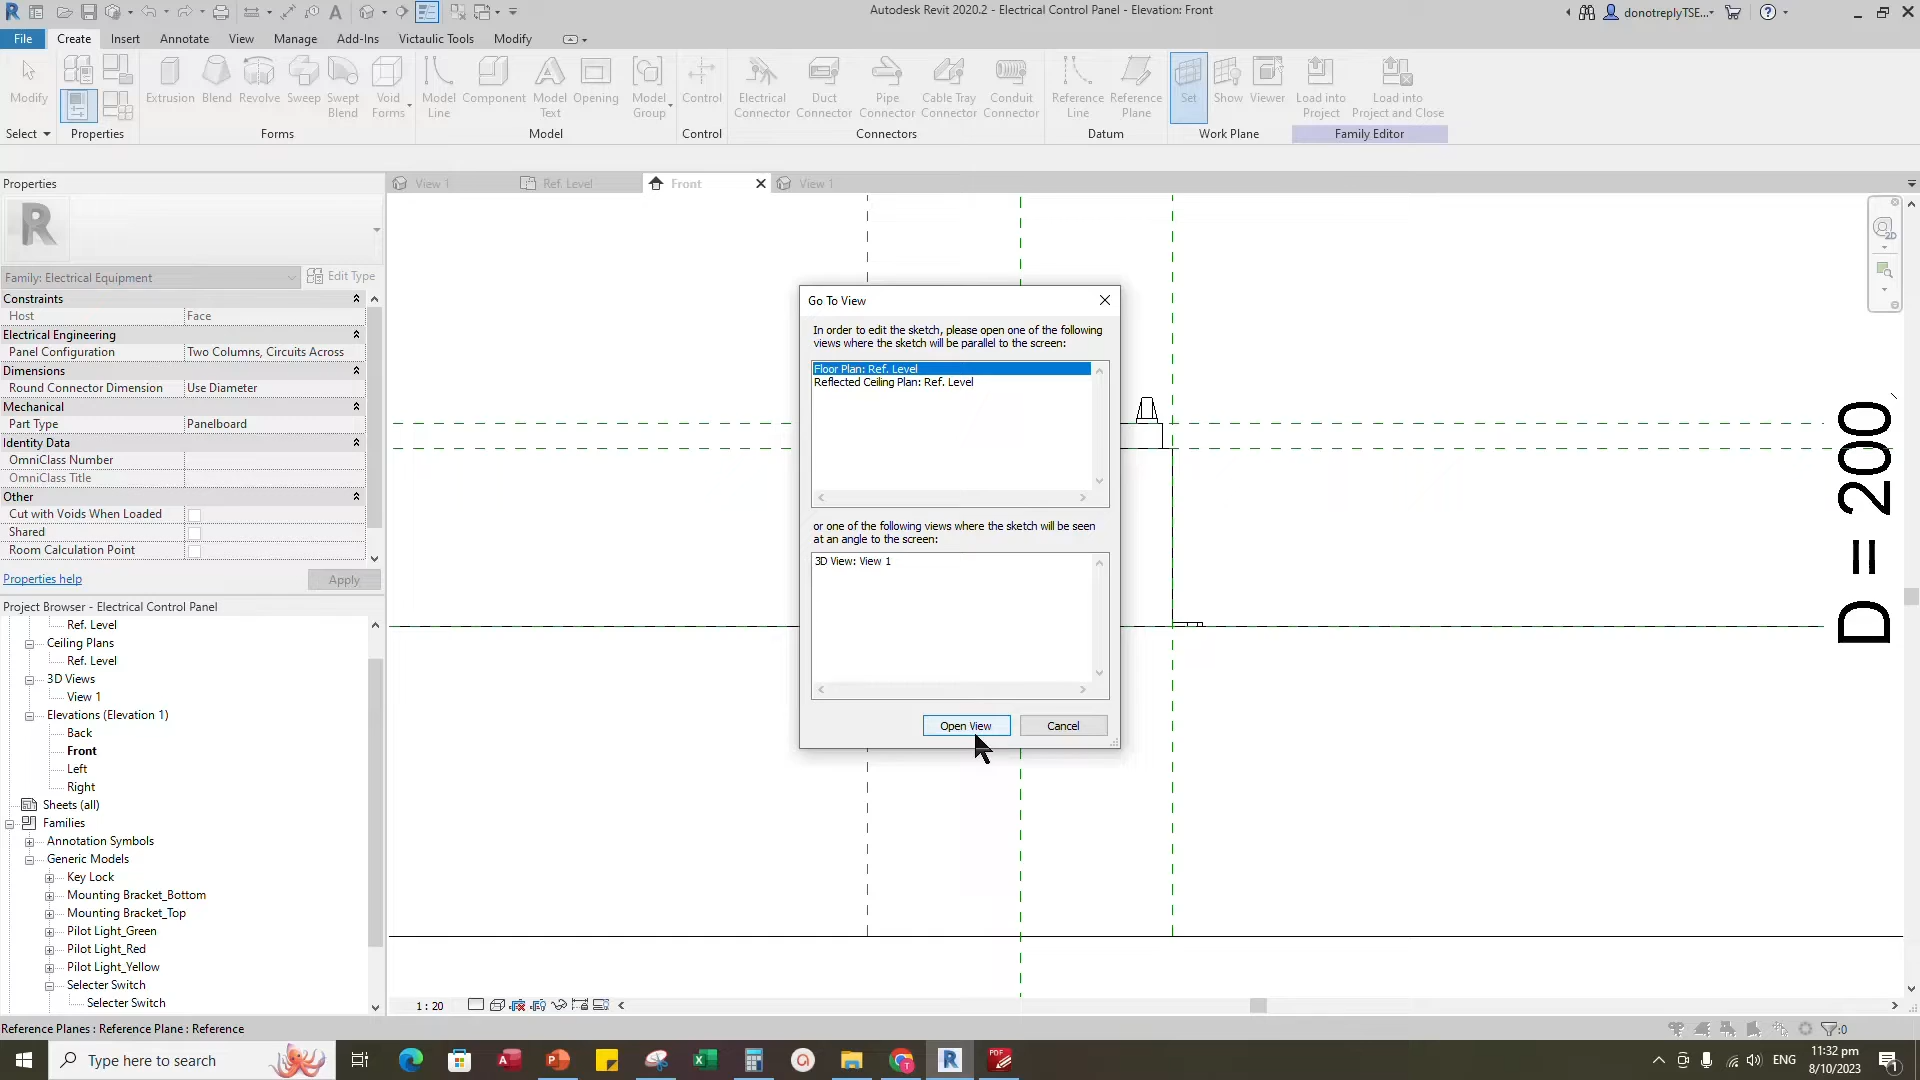 Autodesk Revit 2020.2 - Electrical Control Panel - Elevation: Front
donotreplyTSE...
File Create Insert Annotate View Manage Add-Ins Victaulic Tools Modify
Modify
Extrusion Blend Revolve Sweep Swept Blend Void Forms
Model Line Component Model Text Opening Model Group
Control
Electrical Connector Duct Connector Pipe Connector Cable Tray Connector Conduit Connector
Reference Line Reference Plane
Set Show Viewer
Load into Project Load into Project and Close
Select Properties Forms Model Control Connectors Datum Work Plane Family Editor
Properties
View 1 Ref. Level Front View 1
Family: Electrical Equipment Edit Type
Constraints
Host Face
Electrical Engineering
Panel Configuration Two Columns, Circuits Across
Dimensions
Round Connector Dimension Use Diameter
Mechanical
Part Type Panelboard
Identity Data
OmniClass Number
OmniClass Title
Other
Cut with Voids When Loaded
Shared
Room Calculation Point
Properties help Apply
Project Browser - Electrical Control Panel
Ref. Level
Ceiling Plans
Ref. Level
3D Views
View 1
Elevations (Elevation 1)
Back
Front
Left
Right
Sheets (all)
Families
Annotation Symbols
Generic Models
Key Lock
Mounting Bracket_Bottom
Mounting Bracket_Top
Pilot Light_Green
Pilot Light_Red
Pilot Light_Yellow
Selecter Switch
Selecter Switch
Go To View
In order to edit the sketch, please open one of the following
views where the sketch will be parallel to the screen:
Floor Plan: Ref. Level
Reflected Ceiling Plan: Ref. Level
or one of the following views where the sketch will be seen
at an angle to the screen:
3D View: View 1
Open View Cancel
D = 200
2D
1 : 20
Reference Planes : Reference Plane : Reference
:0
Type here to search
PDF
ENG
11:32 pm
8/10/2023
1